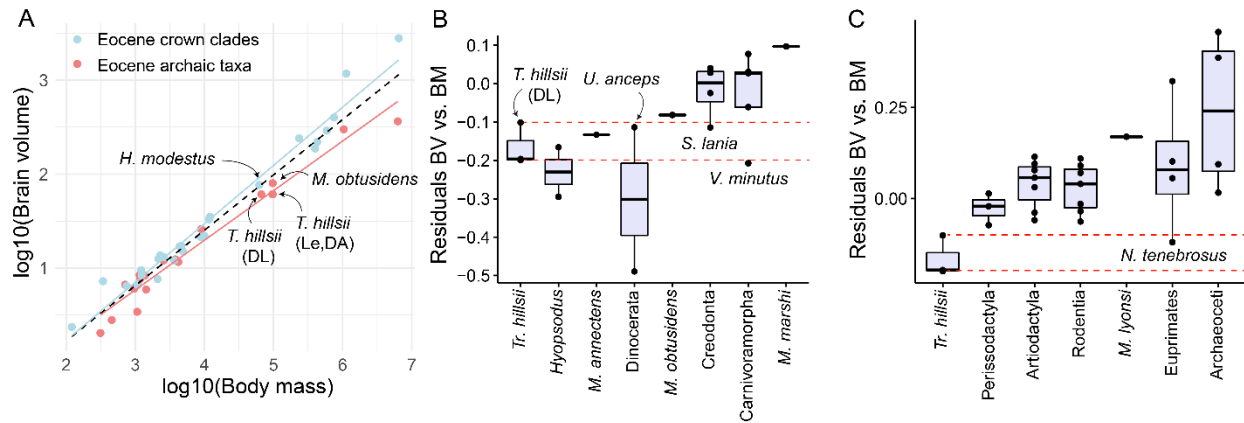 A
Eocene crown clades
Eocene archaic taxa
log10(Brain volume)
3
2
1
H. modestus
M. obtusidens
T. hillsii
(DL)
T. hillsii
(Le,DA)
2
3
4
5
6
7
log10(Body mass)
B
Residuals BV vs. BM
0.1
0.0
−0.1
−0.2
−0.3
−0.4
−0.5
T. hillsii
(DL)
U. anceps
S. lania
V. minutus
Tr. hillsii
Hyopsodus
M. annectens
Dinocerata
M. obtusidens
Creodonta
Carnivoramorpha
M. marshi
C
Residuals BV vs. BM
0.25
0.00
N. tenebrosus
Tr. hillsii
Perissodactyla
Artiodactyla
Rodentia
M. lyonsi
Euprimates
Archaeoceti